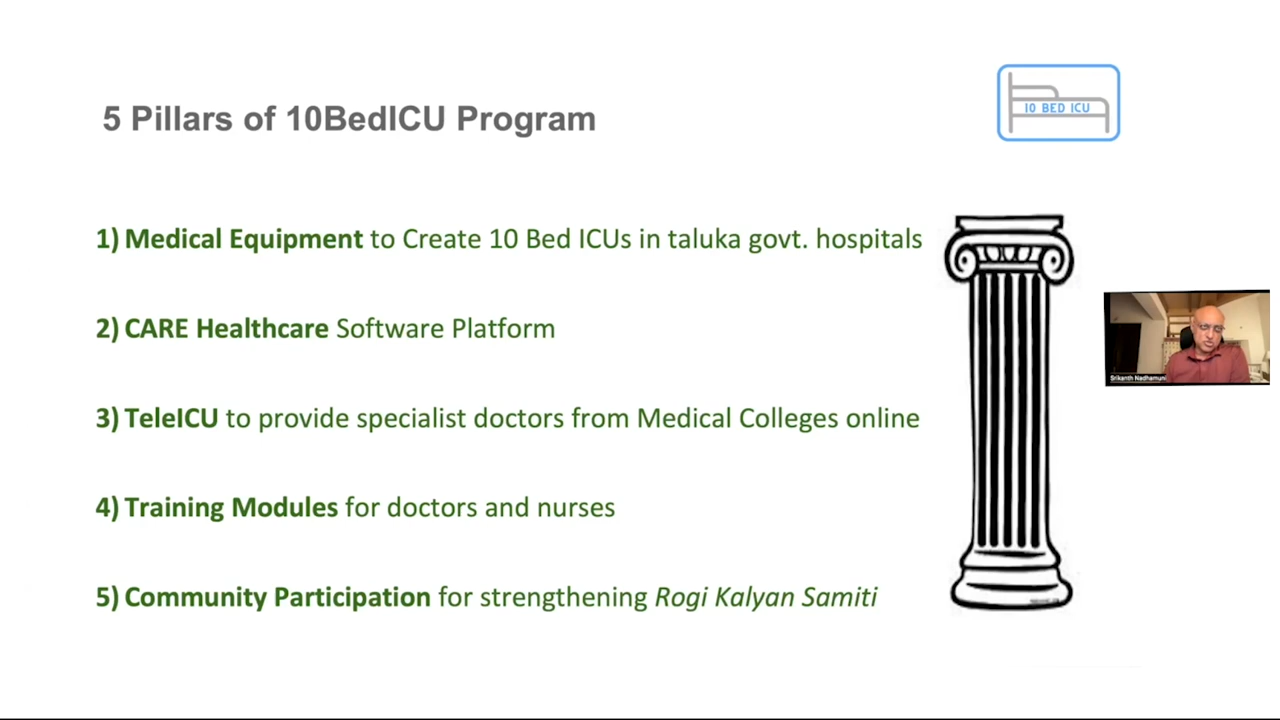 5 Pillars of 10BedICU Program
10 BED ICU
1) Medical Equipment to Create 10 Bed ICUs in taluka govt. hospitals
2) CARE Healthcare Software Platform
3) TeleICU to provide specialist doctors from Medical Colleges online
4) Training Modules for doctors and nurses
5) Community Participation for strengthening Rogi Kalyan Samiti
Srikanth Nadhamuni